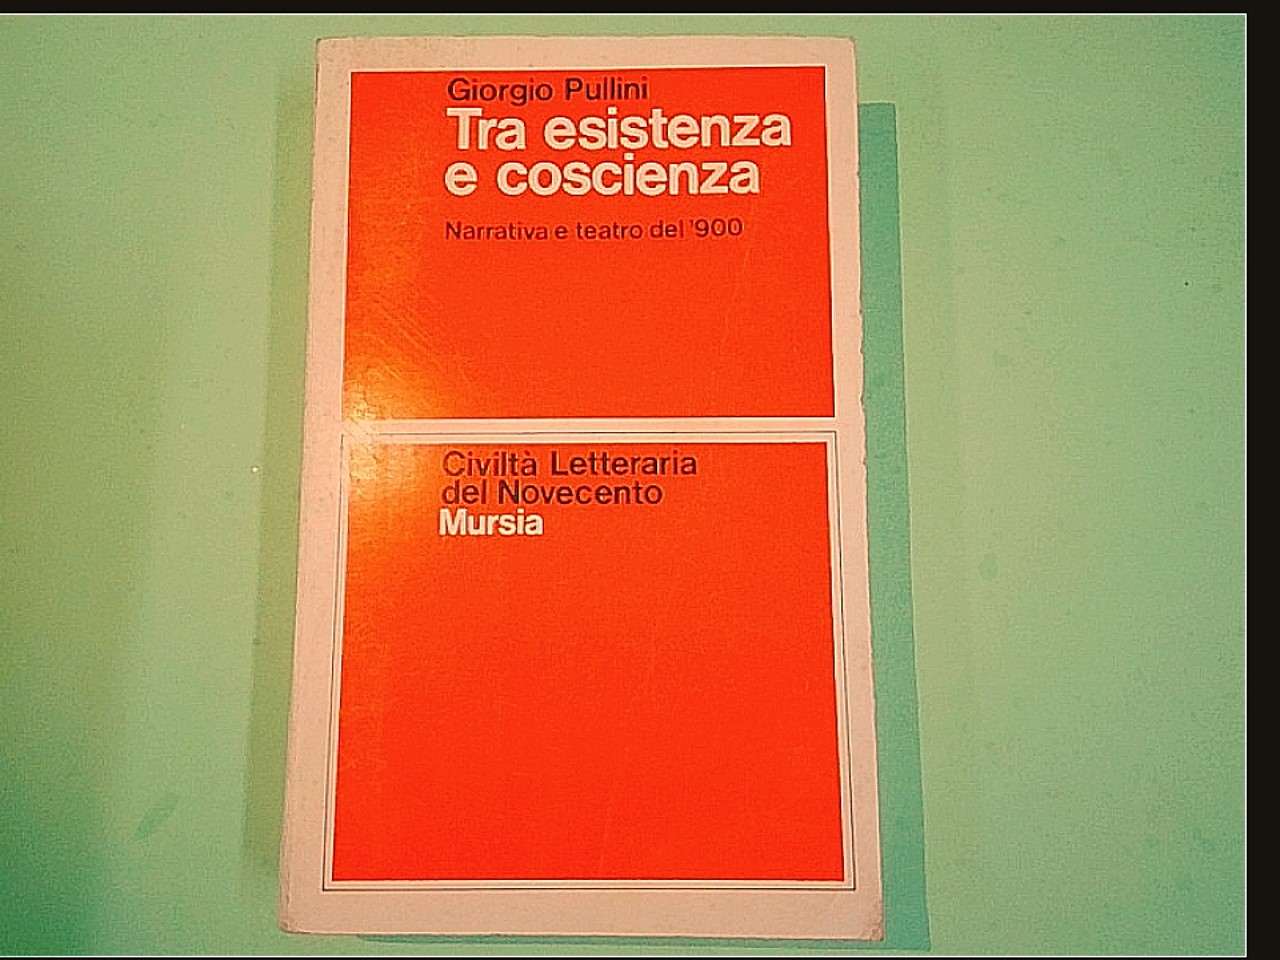 Giorgio Pullini
Tra esistenza
e coscienza
Narrativa e teatro del '900
Civiltà Letteraria
del Novecento
Mursia